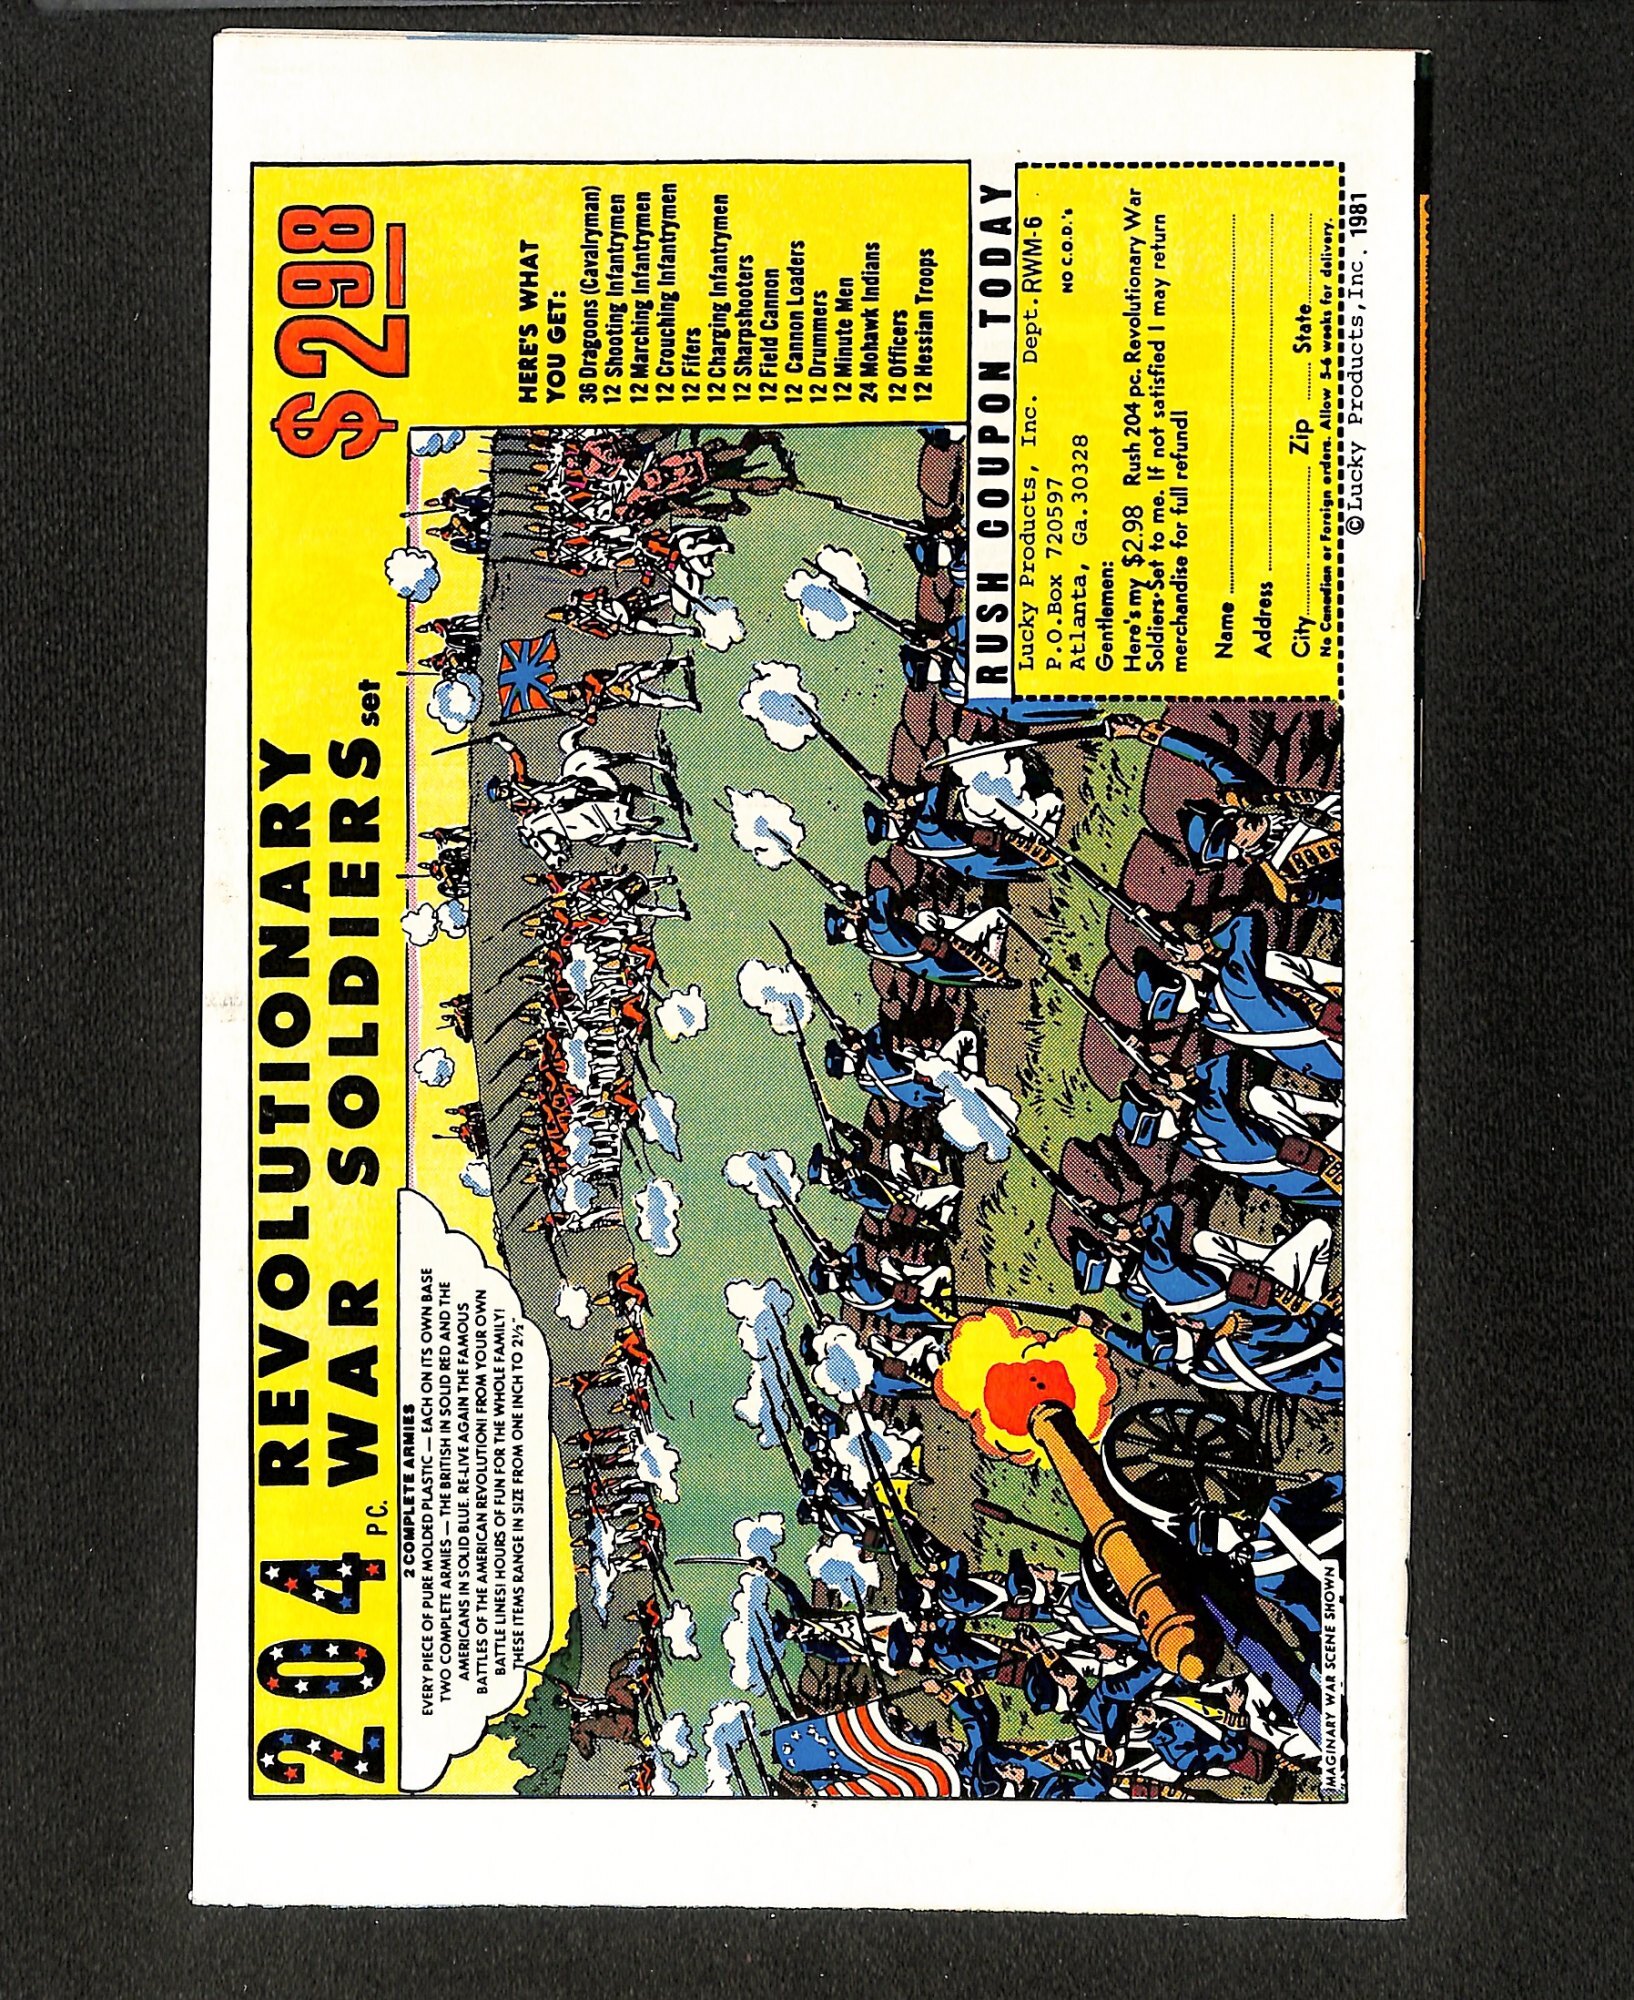 204 PC. REVOLUTIONARY
WAR SOLDIERS set
$2.98
2 COMPLETE ARMIES
EVERY PIECE OF PURE MOLDED PLASTIC — EACH ON ITS OWN BASE
TWO COMPLETE ARMIES — THE BRITISH IN SOLID RED AND THE
AMERICANS IN SOLID BLUE. RE-LIVE AGAIN THE FAMOUS
BATTLES OF THE AMERICAN REVOLUTION! FROM YOUR OWN
BATTLE LINES! HOURS OF FUN FOR THE WHOLE FAMILY!
THESE ITEMS RANGE IN SIZE FROM ONE INCH TO 2½"
HERE'S WHAT
YOU GET:
36 Dragoons (Cavalryman)
12 Shooting Infantrymen
12 Marching Infantrymen
12 Crouching Infantrymen
12 Fifers
12 Charging Infantrymen
12 Sharpshooters
12 Field Cannon
12 Cannon Loaders
12 Drummers
12 Minute Men
24 Mohawk Indians
12 Officers
12 Hessian Troops
RUSH COUPON TODAY
Lucky Products, Inc. Dept.RWM-6
P.O.Box 720597 NO C.O.D.'s
Atlanta, Ga.30328
Gentlemen:
Here's my $2.98 Rush 204 pc. Revolutionary War
Soldiers-Set to me. If not satisfied I may return
merchandise for full refund!
Name
Address
City Zip State
No Canadian or Foreign orders. Allow 5-6 weeks for delivery.
©Lucky Products,Inc. 1981
IMAGINARY WAR SCENE SHOWN